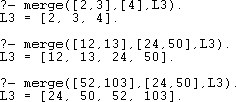 ?- merge([2,3],[4],L3).
L3 = [2, 3, 4].
?- merge([12,13],[24,50],L3).
L3 = [12, 13, 24, 50].
?- merge([52,103],[24,50],L3).
L3 = [24, 50, 52, 103].